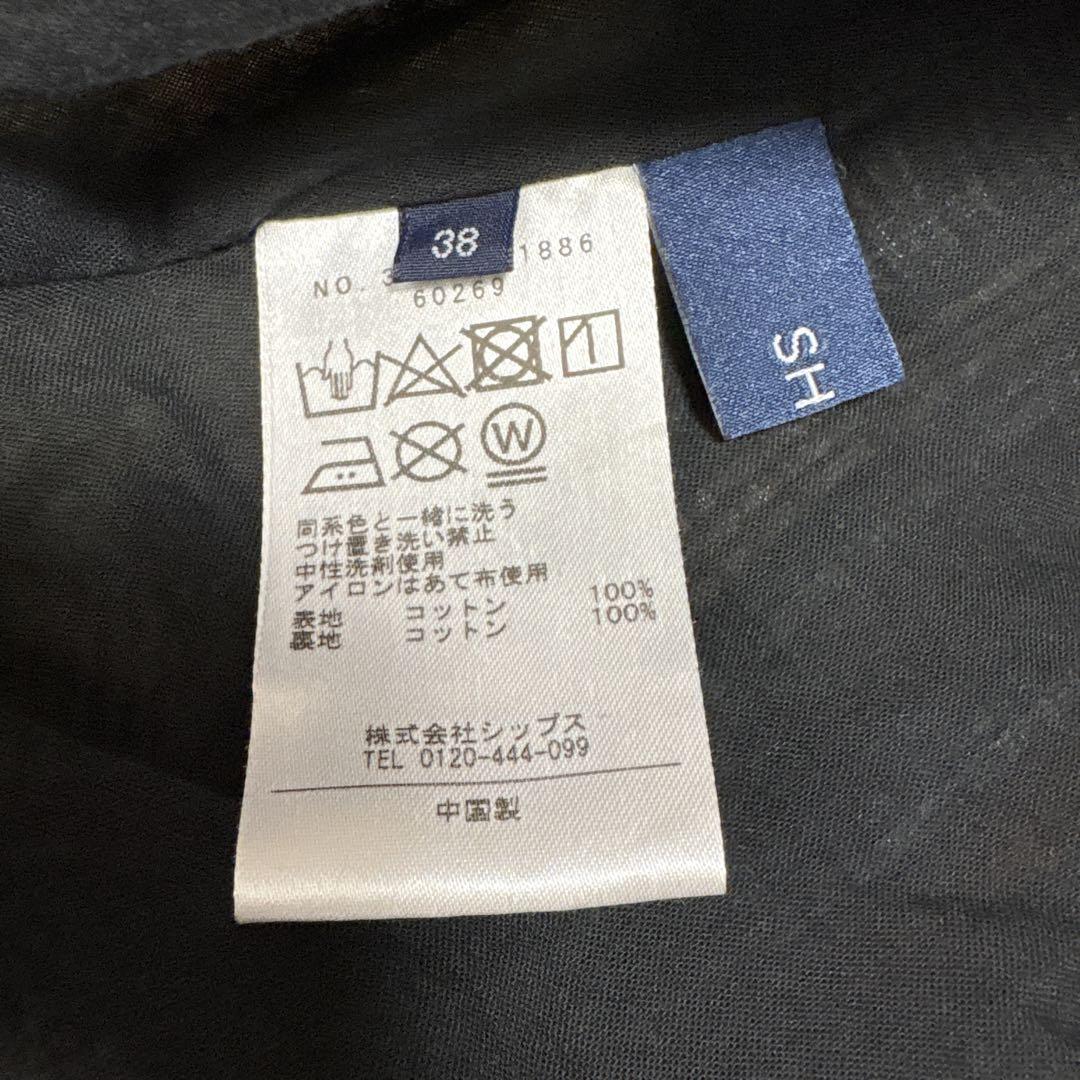 38
NO. 3 1886
60269
W
同系色と一緒に洗う
つけ置き洗い禁止
中性洗剤使用
アイロンはあて布使用
表地 コットン 100%
裏地 コットン 100%
株式会社シップス
TEL 0120-444-099
中国製
SH